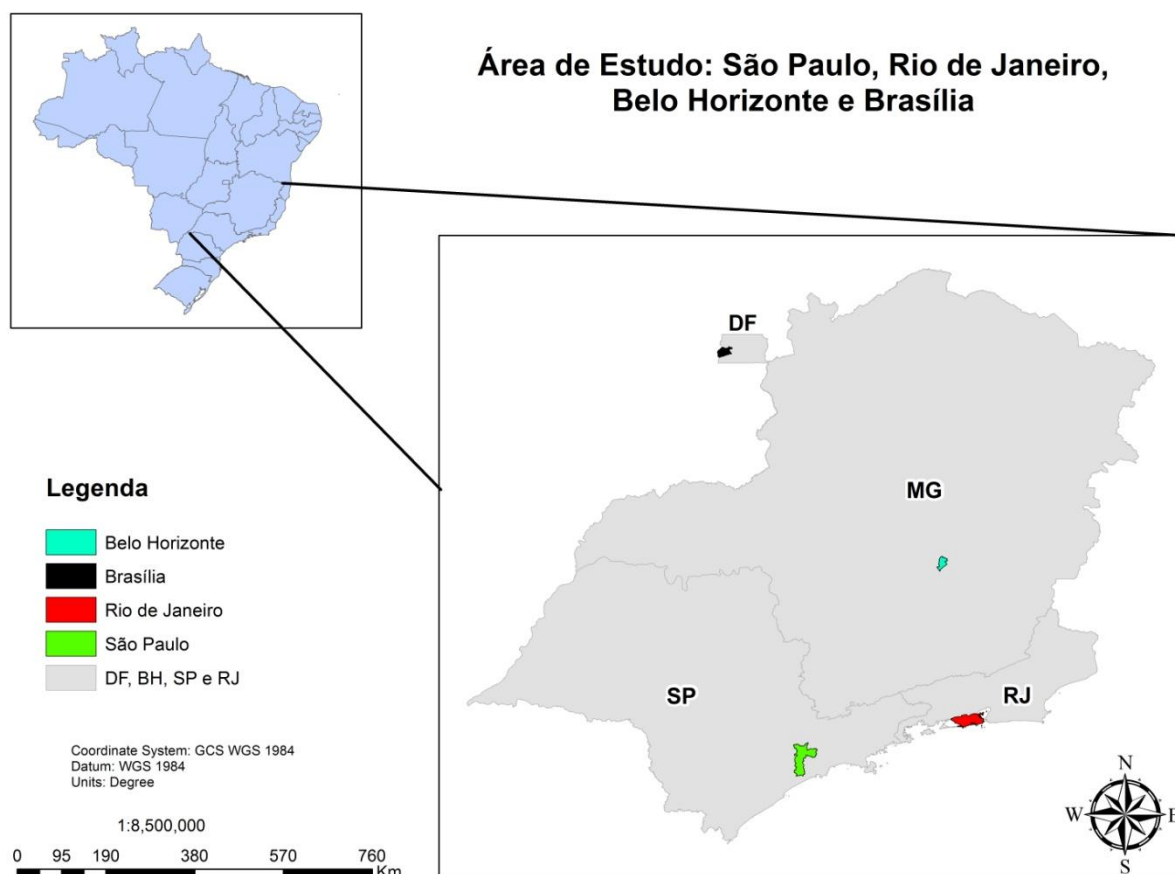 Área de Estudo: São Paulo, Rio de Janeiro,
Belo Horizonte e Brasília
DF
MG
SP
RJ
Legenda
Belo Horizonte
Brasília
Rio de Janeiro
São Paulo
DF, BH, SP e RJ
Coordinate System: GCS WGS 1984
Datum: WGS 1984
Units: Degree
1:8,500,000
0 95 190 380 570 760
Km
N
W E
S